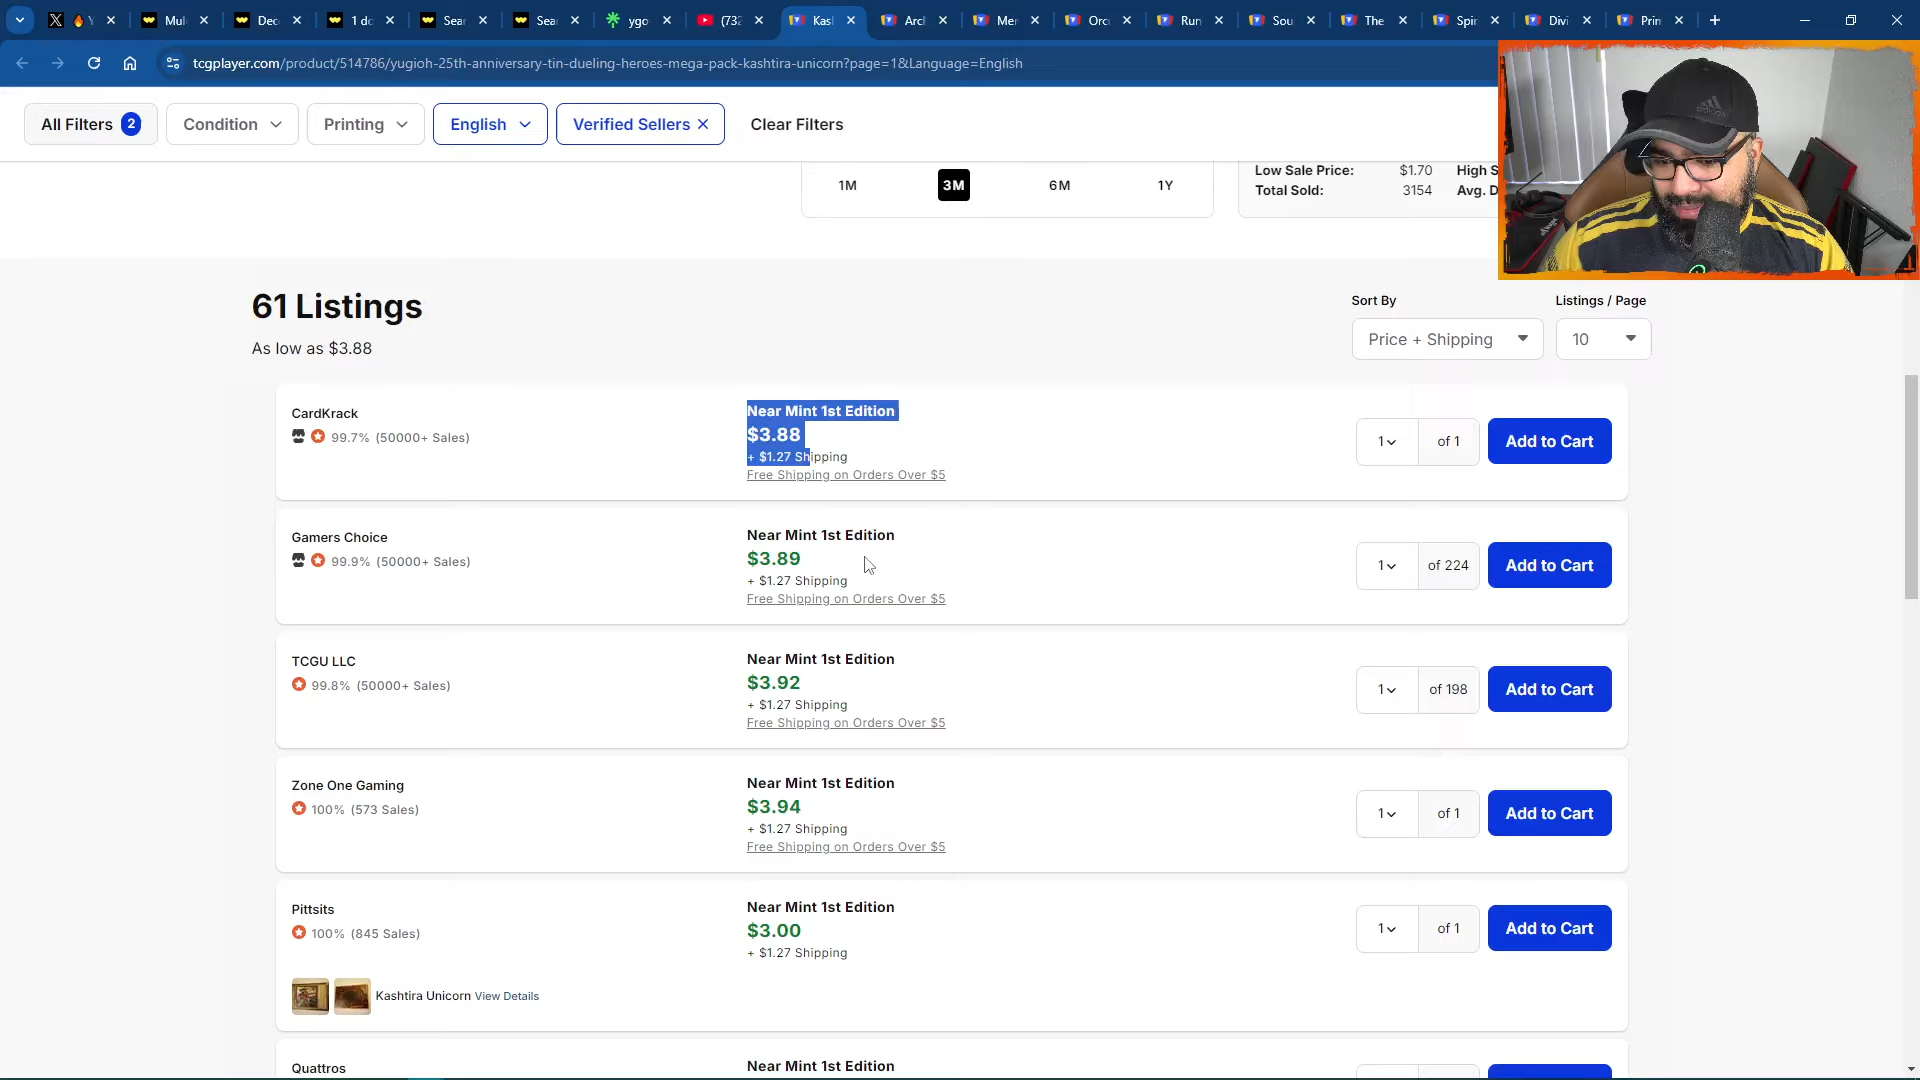 🔥 Y
Mul
Dec
1 do
Sear
Sear
ygo
(732
Kasl
Arcl
Mer
Orc
Run
Sou
The
Spir
Divi
Prin
tcgplayer.com/product/514786/yugioh-25th-anniversary-tin-dueling-heroes-mega-pack-kashtira-unicorn?page=1&Language=English
All Filters 2
Condition
Printing
English
Verified Sellers ✕
Clear Filters
1M
3M
6M
1Y
Low Sale Price: $1.70 High S
Total Sold: 3154 Avg. D
61 Listings
As low as $3.88
Sort By
Price + Shipping
Listings / Page
10
CardKrack
99.7% (50000+ Sales)
Near Mint 1st Edition
$3.88
+ $1.27 Shipping
Free Shipping on Orders Over $5
1
of 1
Add to Cart
Gamers Choice
99.9% (50000+ Sales)
Near Mint 1st Edition
$3.89
+ $1.27 Shipping
Free Shipping on Orders Over $5
1
of 224
Add to Cart
TCGU LLC
99.8% (50000+ Sales)
Near Mint 1st Edition
$3.92
+ $1.27 Shipping
Free Shipping on Orders Over $5
1
of 198
Add to Cart
Zone One Gaming
100% (573 Sales)
Near Mint 1st Edition
$3.94
+ $1.27 Shipping
Free Shipping on Orders Over $5
1
of 1
Add to Cart
Pittsits
100% (845 Sales)
Near Mint 1st Edition
$3.00
+ $1.27 Shipping
1
of 1
Add to Cart
Kashtira Unicorn View Details
Quattros
Near Mint 1st Edition